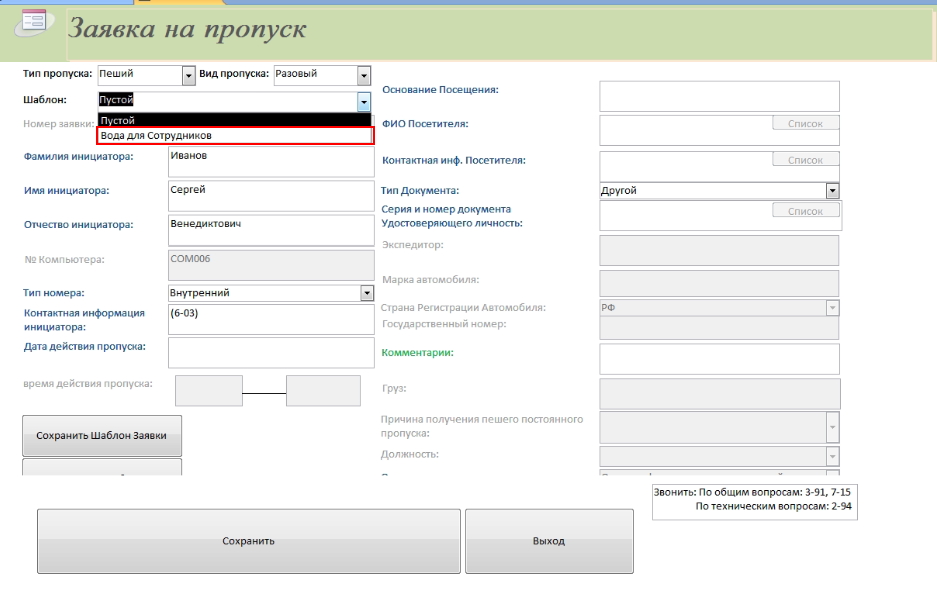 Заявка на пропуск
Тип пропуска: Пеший Вид пропуска: Разовый
Шаблон: Пустой
Пустой
Вода для Сотрудников
Номер заявки:
Фамилия инициатора: Иванов
Имя инициатора: Сергей
Отчество инициатора: Венедиктович
№ Компьютера: COM006
Тип номера: Внутренний
Контактная информация
инициатора: (6-03)
Дата действия пропуска:
время действия пропуска:
Сохранить Шаблон Заявки
Основание Посещения:
ФИО Посетителя: Список
Контактная инф. Посетителя: Список
Тип Документа: Другой
Серия и номер документа
Удостоверяющего личность: Список
Экспедитор:
Марка автомобиля:
Страна Регистрации Автомобиля: РФ
Государственный номер:
Комментарии:
Груз:
Причина получения пешего постоянного
пропуска:
Должность:
Звонить: По общим вопросам: 3-91, 7-15
По техническим вопросам: 2-94
Сохранить
Выход